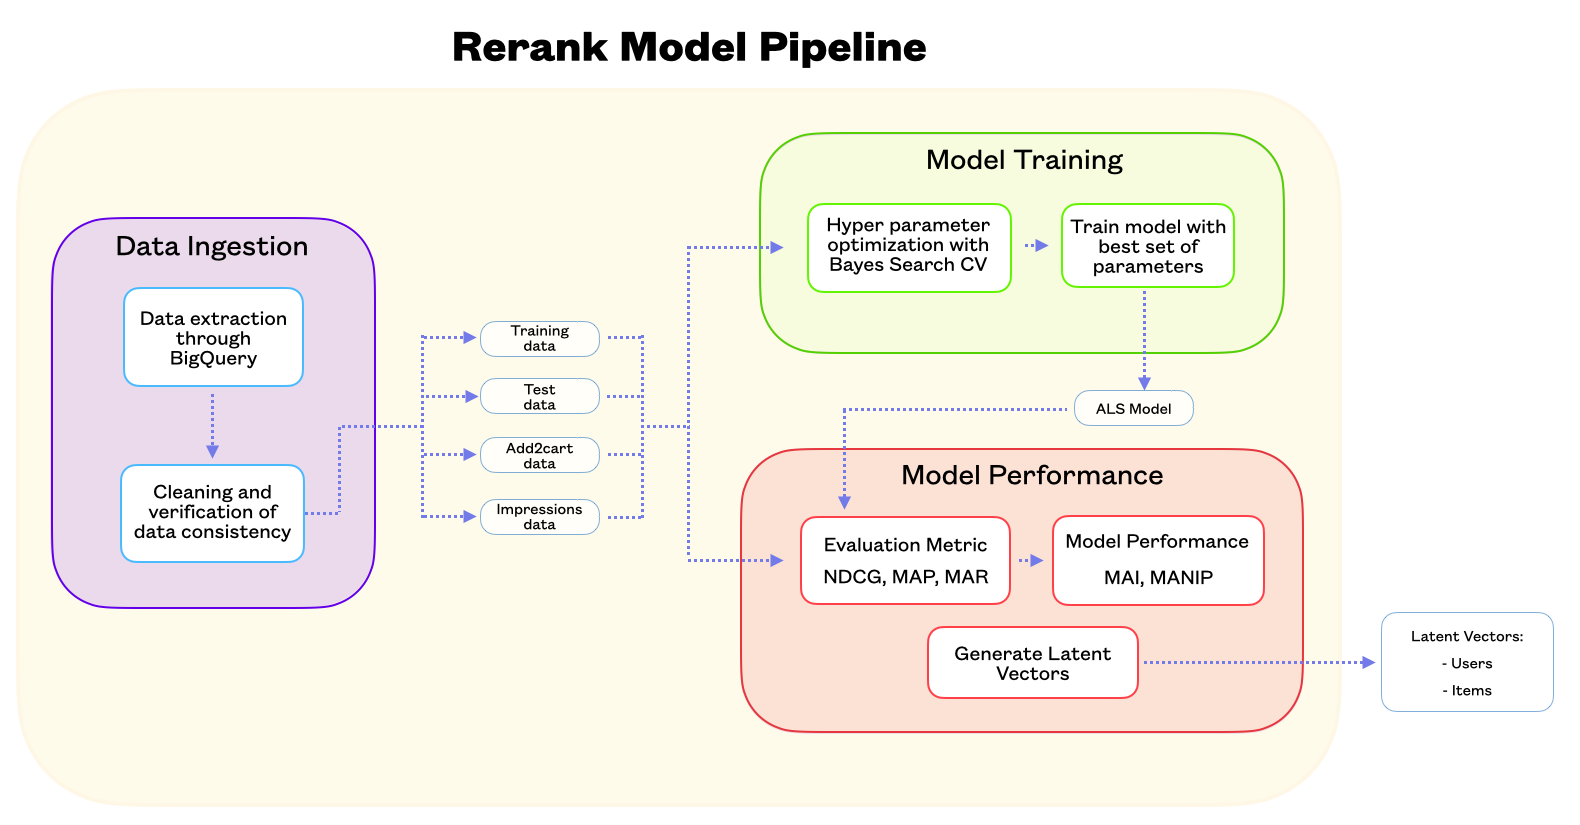 Rerank Model Pipeline
Data Ingestion
Data extraction
through
BigQuery
Cleaning and
verification of
data consistency
Training
data
Test
data
Add2cart
data
Impressions
data
Model Training
Hyper parameter
optimization with
Bayes Search CV
Train model with
best set of
parameters
ALS Model
Model Performance
Evaluation Metric
NDCG, MAP, MAR
Model Performance
MAI, MANIP
Generate Latent
Vectors
Latent Vectors:
- Users
- Items